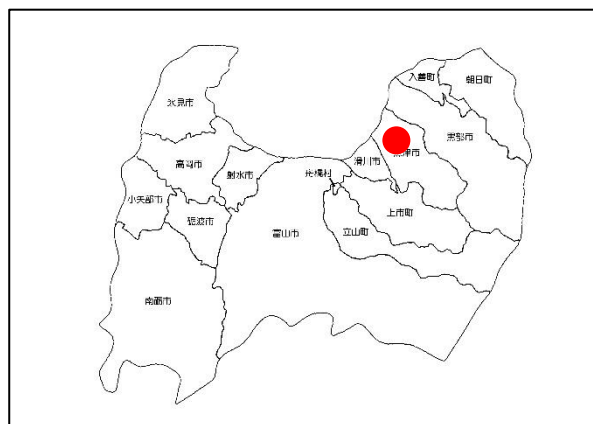 入善町
朝日町
氷見市
黒部市
高岡市
射水市
舟橋村
滑川市
小矢部市
砺波市
上市町
富山市
立山町
南砺市